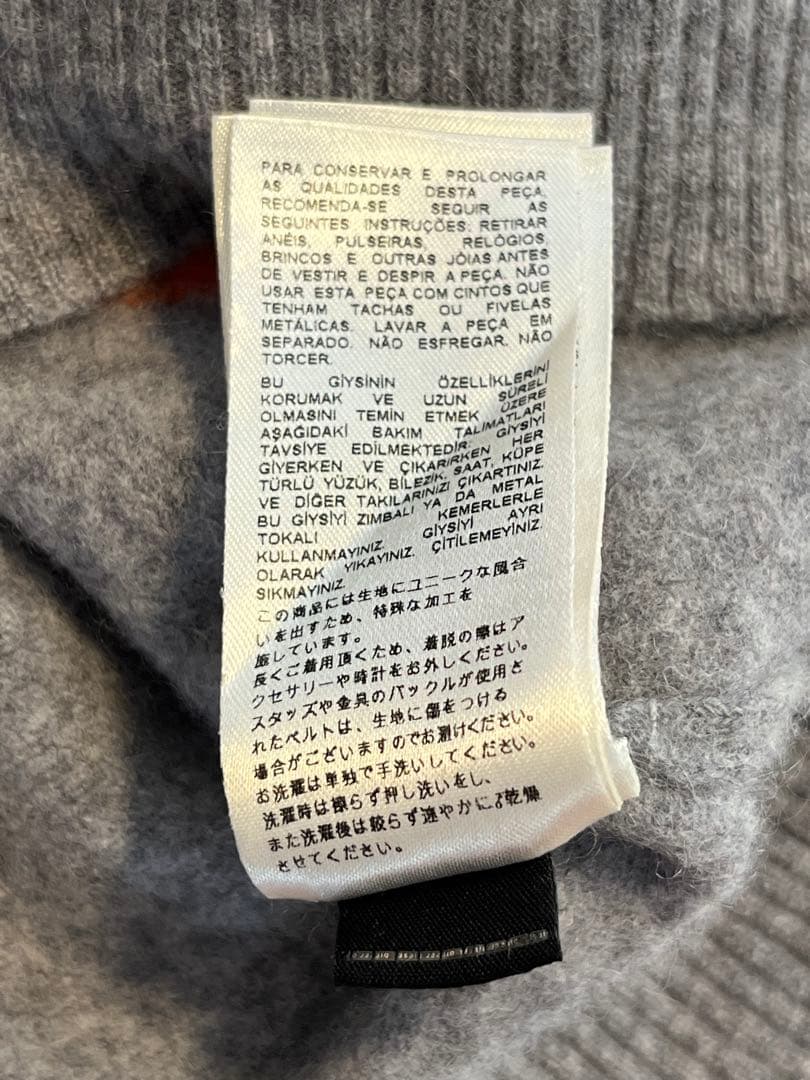 PARA CONSERVAR E PROLONGAR
AS QUALIDADES DESTA PEÇA,
RECOMENDA-SE SEGUIR AS
SEGUINTES INSTRUÇÕES: RETIRAR
ANÉIS, PULSEIRAS, RELÓGIOS,
BRINCOS E OUTRAS JÓIAS ANTES
DE VESTIR E DESPIR A PEÇA. NÃO
USAR ESTA PEÇA COM CINTOS QUE
TENHAM TACHAS OU FIVELAS
METÁLICAS. LAVAR A PEÇA EM
SEPARADO. NÃO ESFREGAR. NÃO
TORCER.
BU GİYSİNİN ÖZELLİKLERİNİ
KORUMAK VE UZUN SÜRELİ
OLMASINI TEMİN ETMEK ÜZERE
AŞAĞIDAKİ BAKIM TALIMATLARI
TAVSİYE EDİLMEKTEDİR: GİYSİYİ
GİYERKEN VE ÇIKARIRKEN HER
TÜRLÜ YÜZÜK, BİLEZİK, SAAT, KÜPE
VE DİĞER TAKILARINIZI ÇIKARTINIZ.
BU GİYSİYİ ZIMBALI YA DA METAL
TOKALI KEMERLERLE
KULLANMAYINIZ. GİYSİYİ AYRI
OLARAK YIKAYINIZ. ÇİTİLEMEYİNİZ.
SIKMAYINIZ.
この商品には生地にユニークな風合
いを出すため、特殊な加工を
施しています。
長くご着用頂くため、着脱の際はア
クセサリーや時計をお外しください。
スタッズや金具のバックルが使用さ
れたベルトは、生地に傷をつける
場合がございますのでお避けください。
お洗濯は単独で手洗いしてください。
洗濯時は擦らず押し洗いをし、
また洗濯後は絞らず速やかに乾燥
させてください。